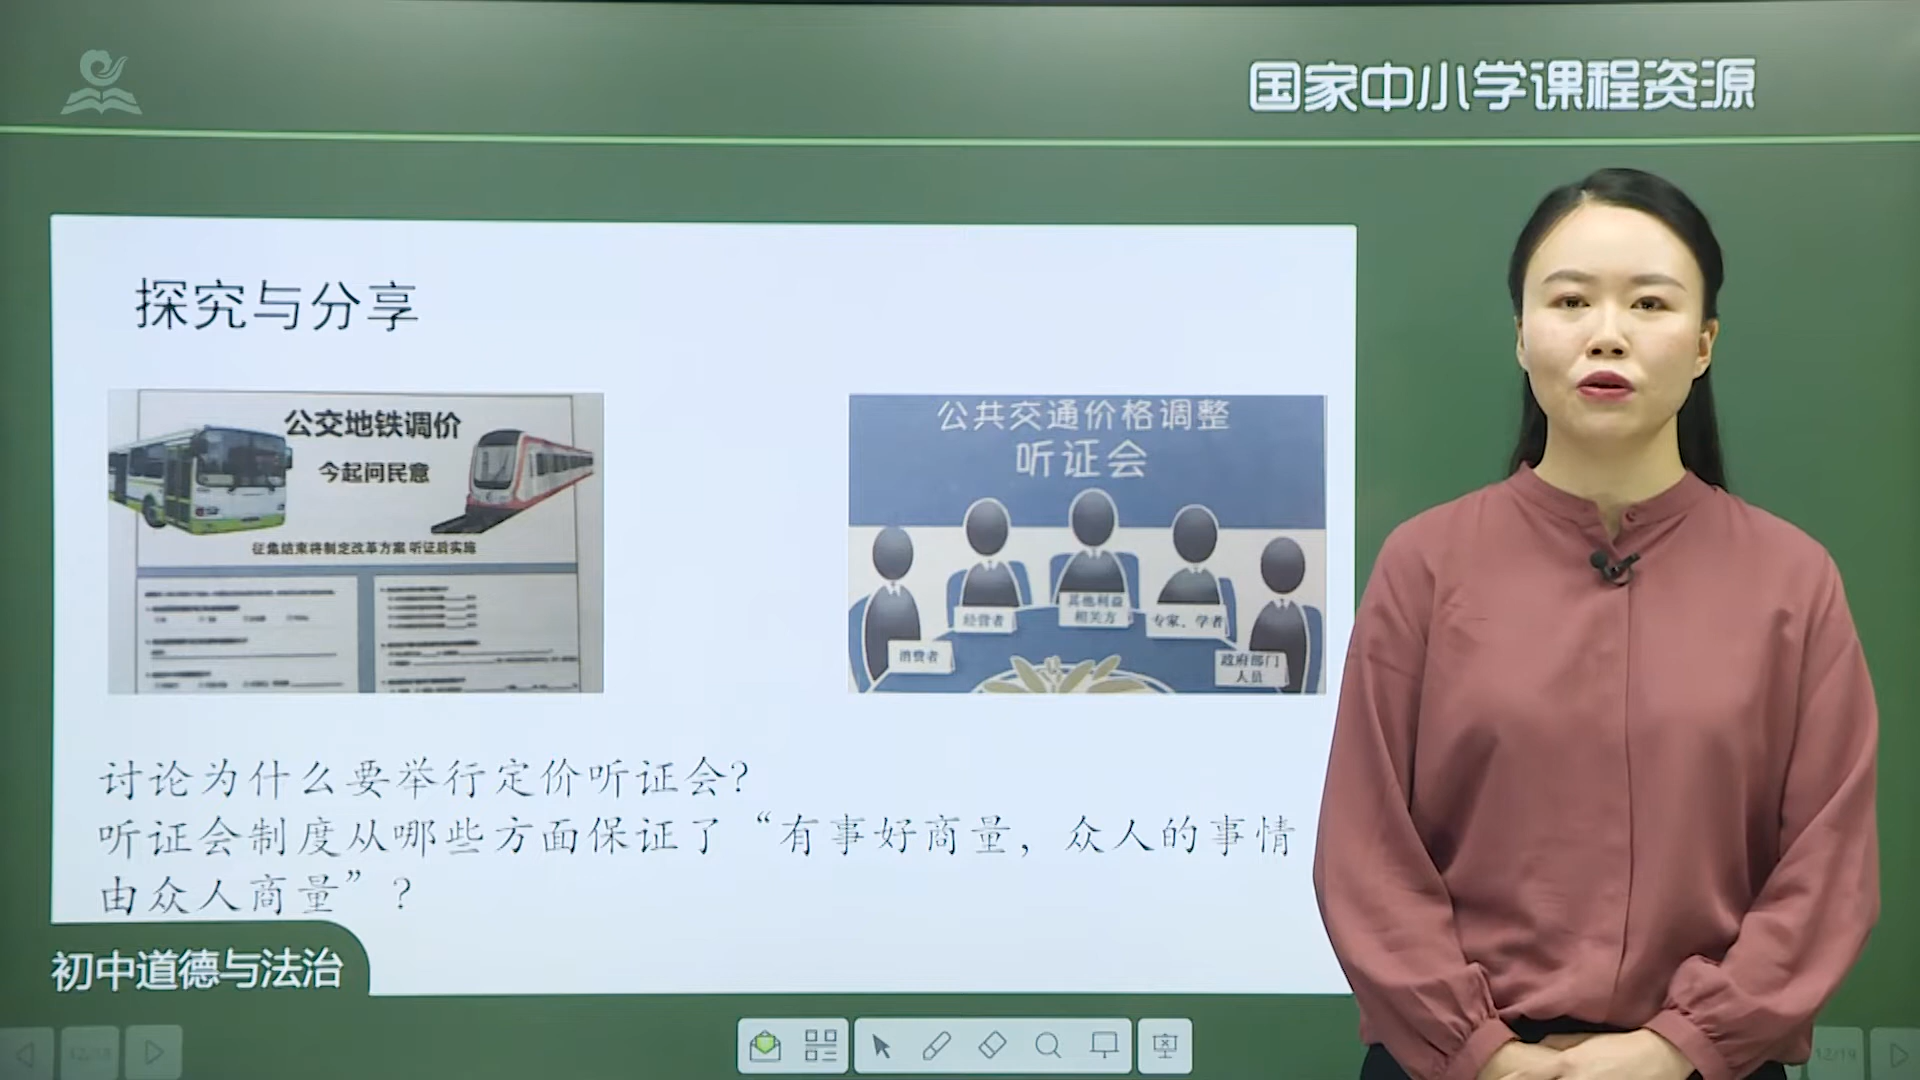 国家中小学课程资源
探究与分享
公交地铁调价
今起问民意
征集结束将制定改革方案 听证后实施
公共交通价格调整
听证会
消费者
经营者
其他利益
相关方
专家、学者
政府部门
人员
讨论为什么要举行定价听证会?
听证会制度从哪些方面保证了“有事好商量，众人的事情
由众人商量”？
初中道德与法治
12/19